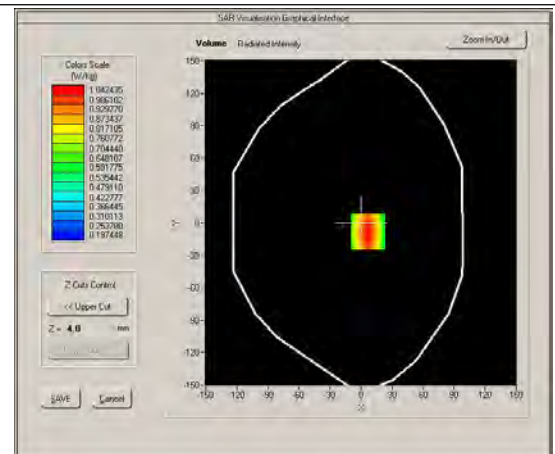 SAR Visualisation Graphical Interface
Volume Radiated Intensity
Zoom In/Out
Colors Scale
(W/kg)
1.042435
0.986102
0.929770
0.873437
0.817105
0.760772
0.704440
0.648107
0.591775
0.535442
0.479110
0.422777
0.366445
0.310113
0.253780
0.197448
150
120
90
60
30
0
-30
-60
-90
-120
-150
Y
-150 -120 -90 -60 -30 0 30 60 90 120 150
X
Z Cuts Control
<< Upper Cut
Z = 4.0 mm
SAVE Cancel